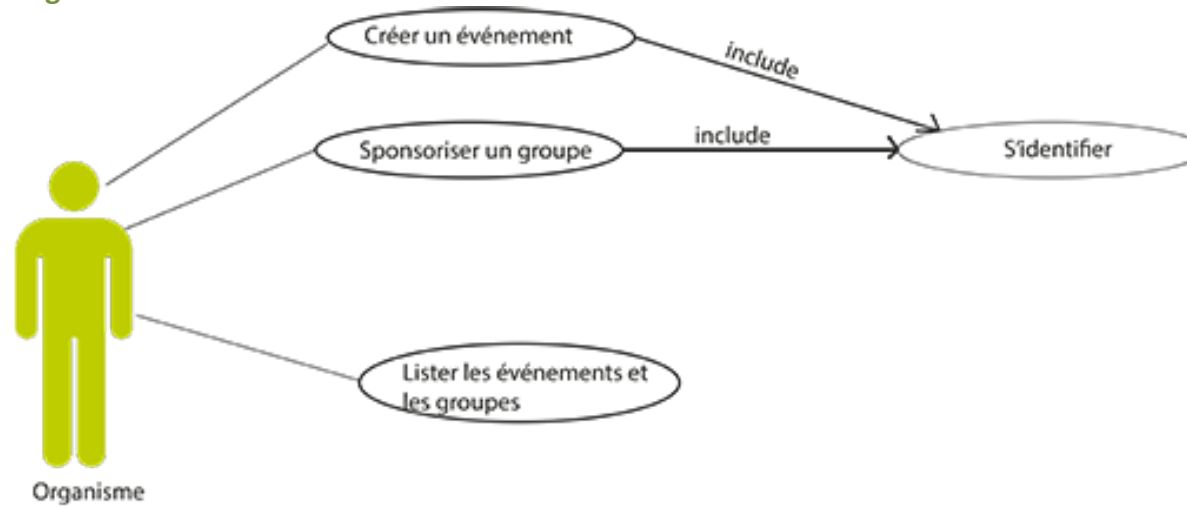 Créer un événement
include
Sponsoriser un groupe
include
S'identifier
Lister les événements et
les groupes
Organisme